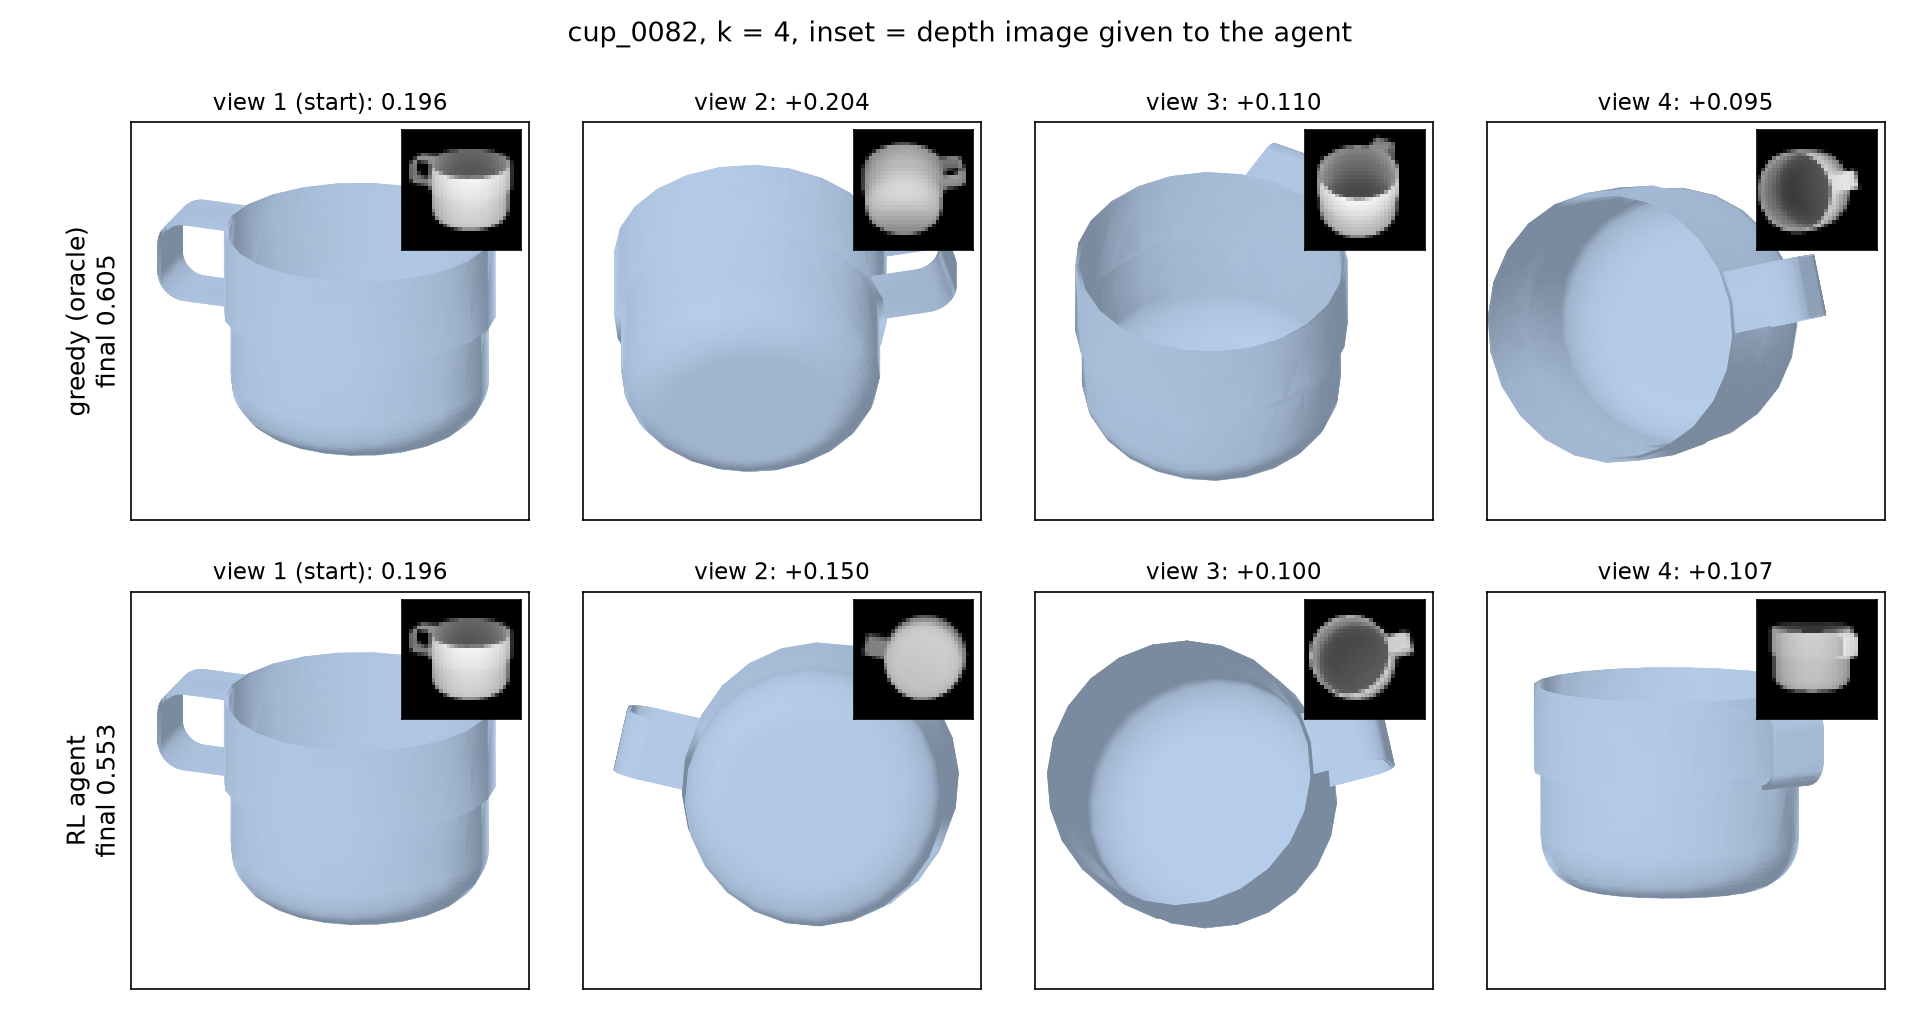 cup_0082, k = 4, inset = depth image given to the agent
view 1 (start): 0.196
view 2: +0.204
view 3: +0.110
view 4: +0.095
greedy (oracle)
final 0.605
view 1 (start): 0.196
view 2: +0.150
view 3: +0.100
view 4: +0.107
RL agent
final 0.553